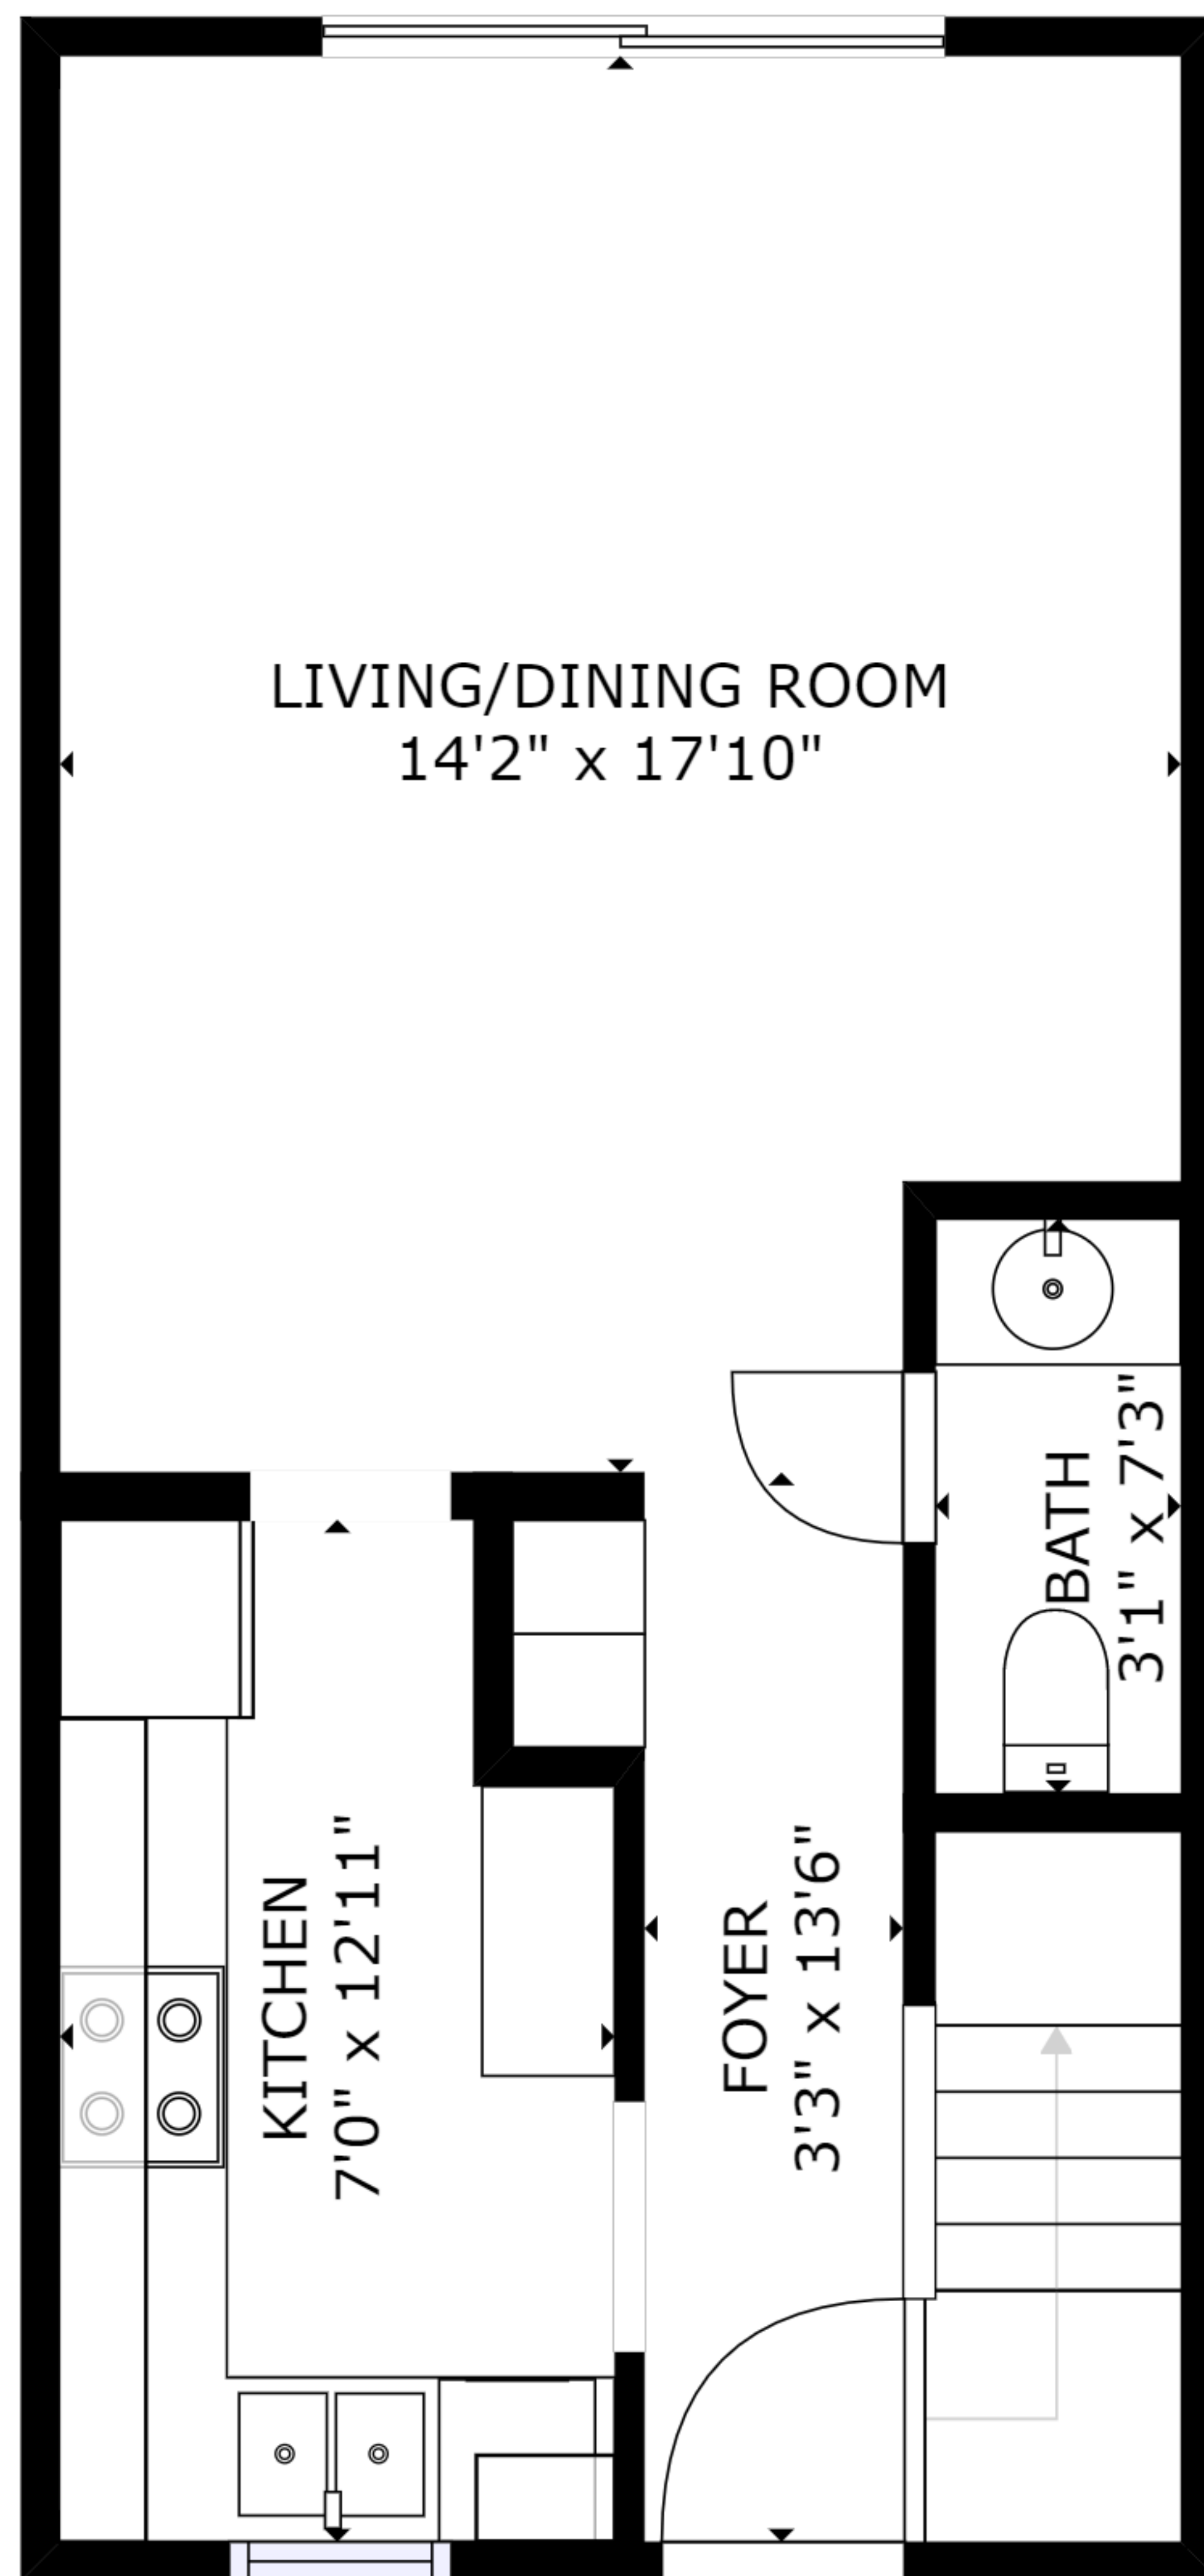 LIVING/DINING ROOM
14'2" x 17'10"
BATH
3'1" x 7'3"
KITCHEN
7'0" x 12'11"
FOYER
3'3" x 13'6"